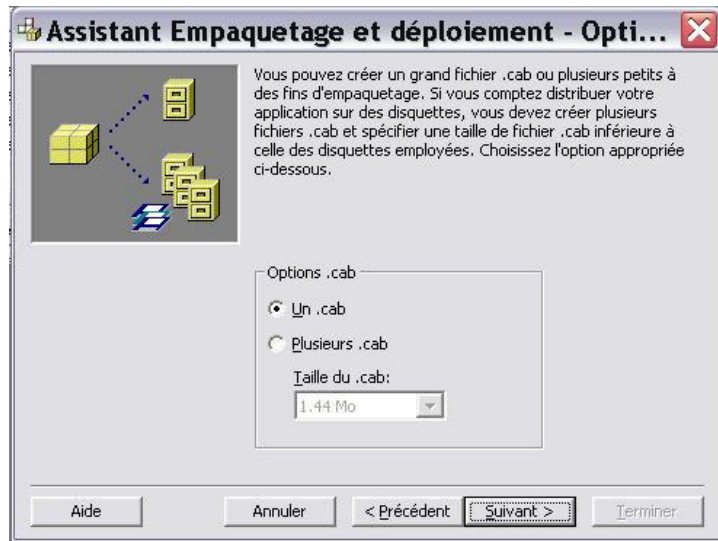 Assistant Empaquetage et déploiement - Opti...
Vous pouvez créer un grand fichier .cab ou plusieurs petits à
des fins d'empaquetage. Si vous comptez distribuer votre
application sur des disquettes, vous devez créer plusieurs
fichiers .cab et spécifier une taille de fichier .cab inférieure à
celle des disquettes employées. Choisissez l'option appropriée
ci-dessous.
Options .cab
Un .cab
Plusieurs .cab
Taille du .cab:
1.44 Mo
Aide
Annuler
< Précédent
Suivant >
Terminer